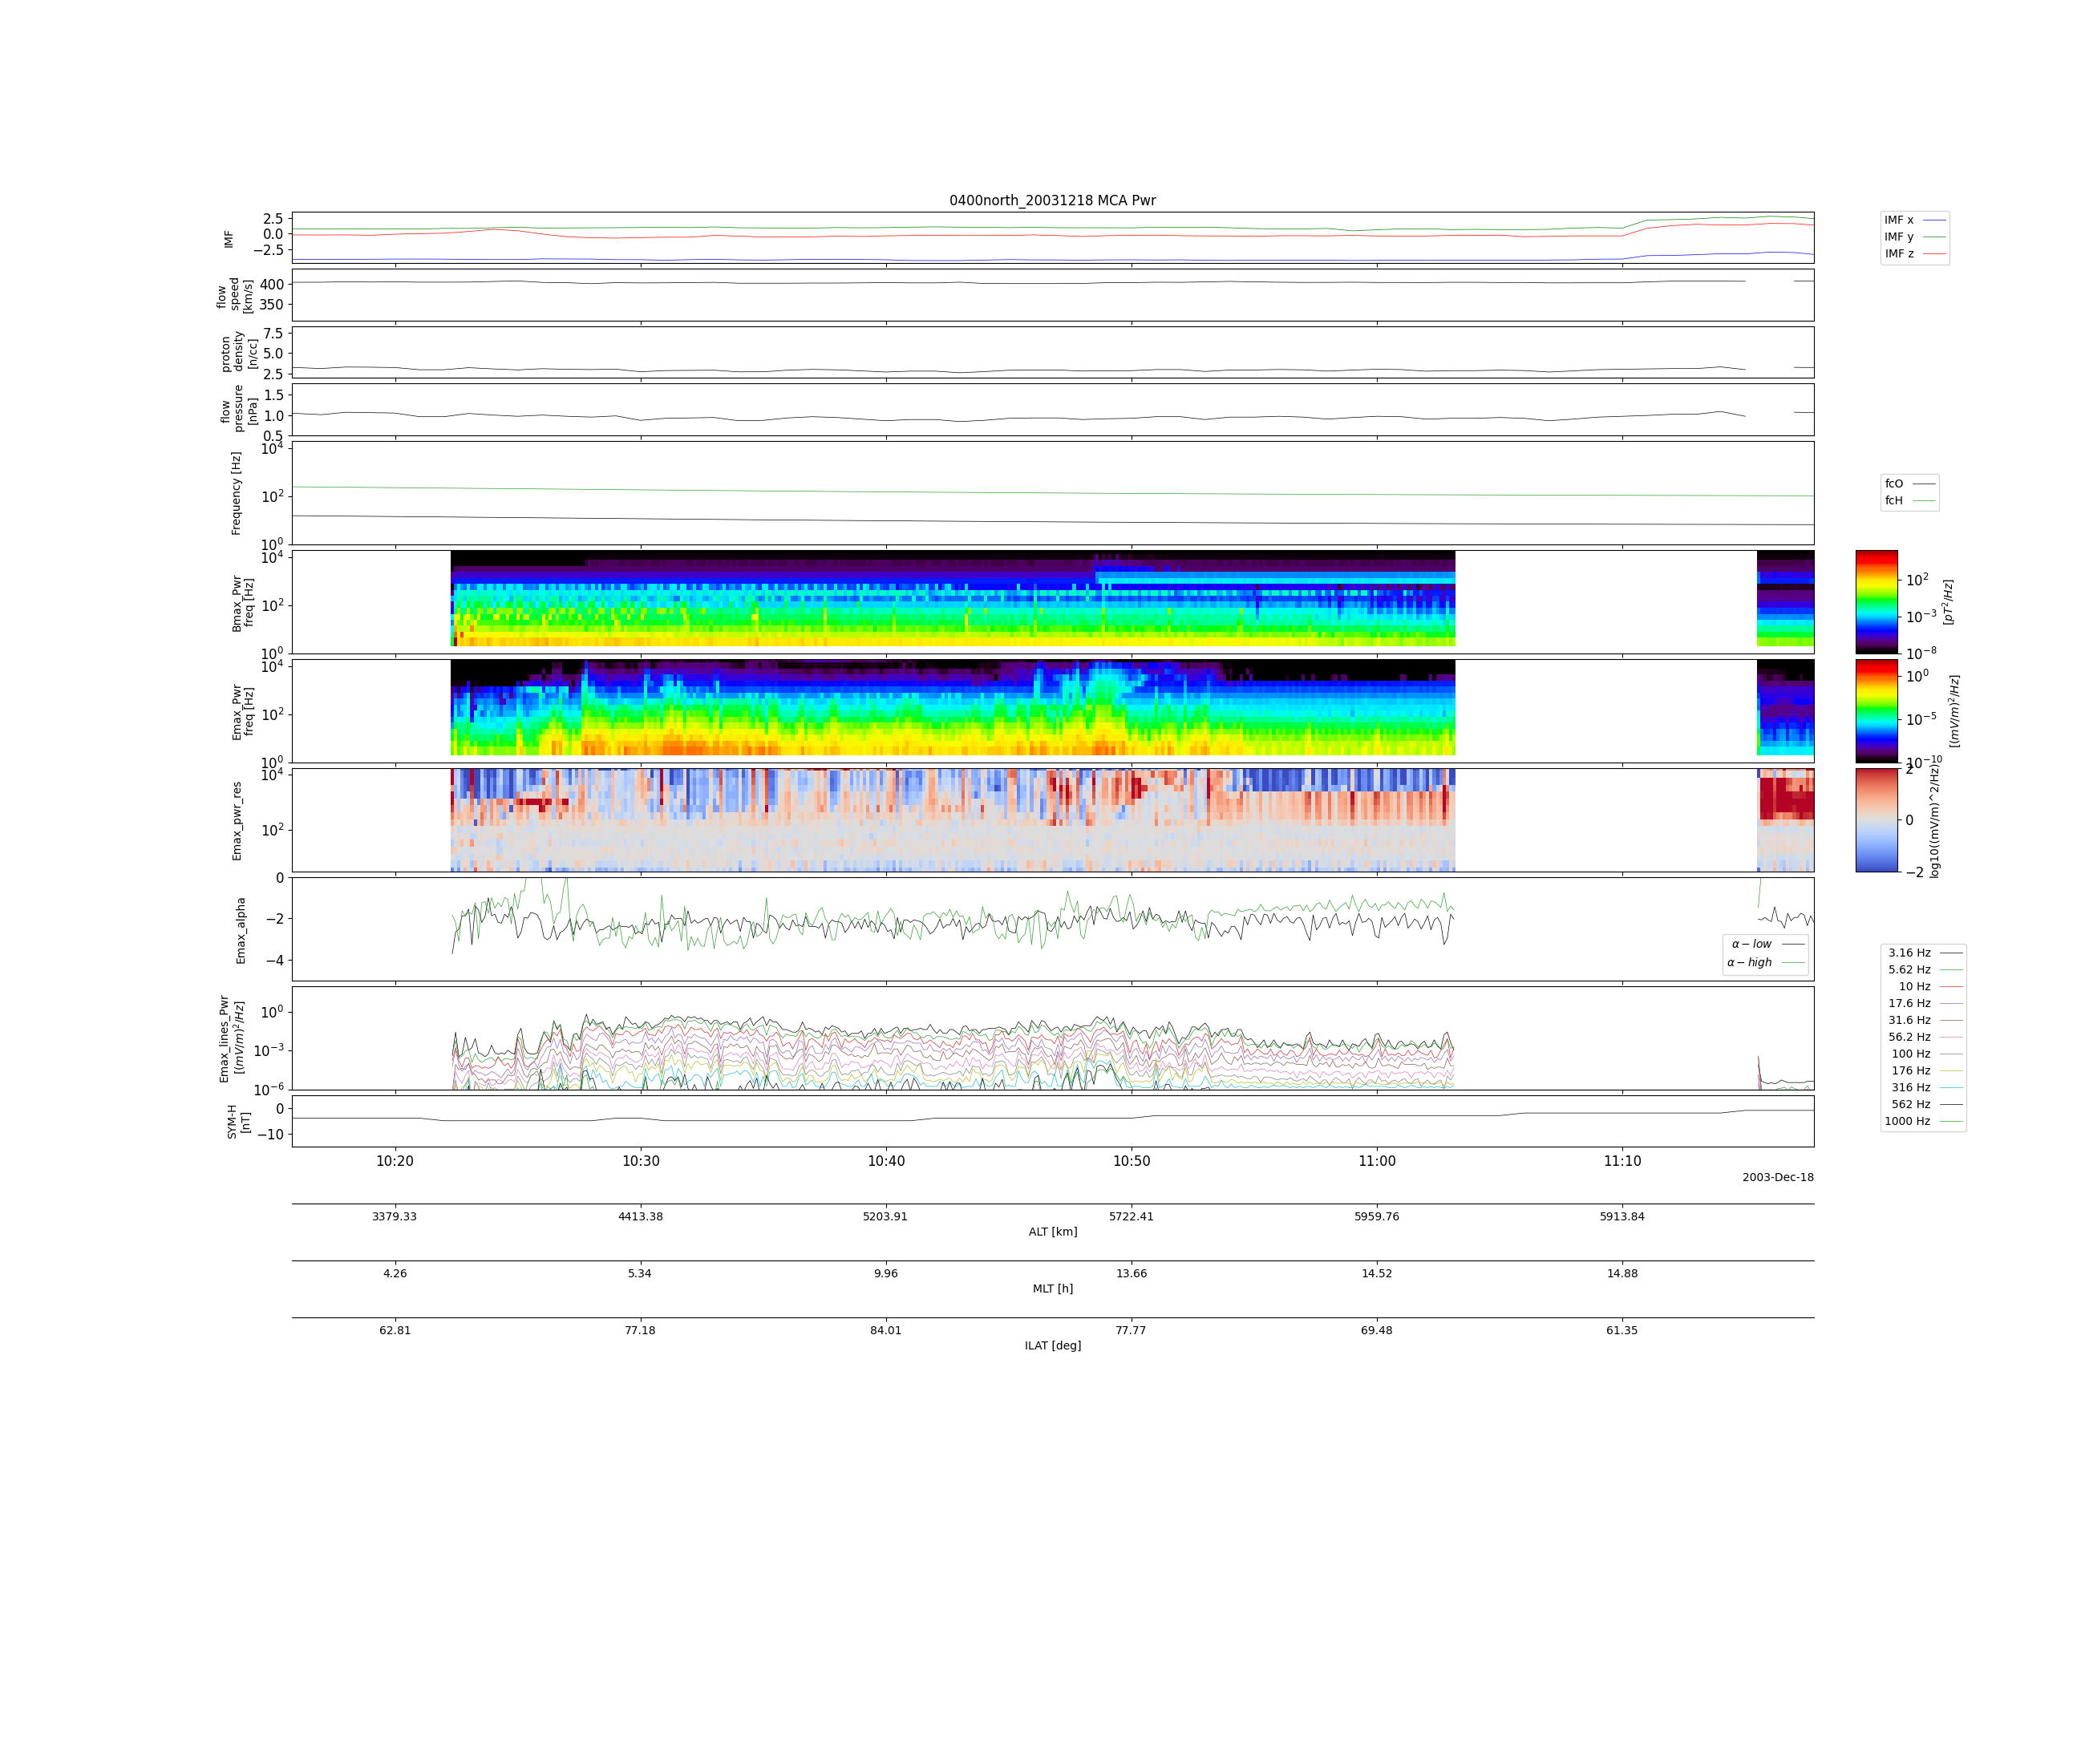 0400north_20031218 MCA Pwr
IMF
2.5
0.0
−2.5
IMF x
IMF y
IMF z
flow
speed
[km/s]
400
350
proton
density
[n/cc]
7.5
5.0
2.5
flow
pressure
[nPa]
1.5
1.0
0.5
Frequency [Hz]
10^4
10^2
10^0
fcO
fcH
Bmax_Pwr
freq [Hz]
10^4
10^2
10^0
10^2
10^−3
10^−8
[pT^2/Hz]
Emax_Pwr
freq [Hz]
10^4
10^2
10^0
10^0
10^−5
10^−10
[(mV/m)^2/Hz]
Emax_pwr_res
10^4
10^2
2
0
−2
log10((mV/m)^2/Hz)
Emax_alpha
0
−2
−4
α − low
α − high
Emax_lines_Pwr
[(mV/m)^2/Hz]
10^0
10^−3
10^−6
3.16 Hz
5.62 Hz
10 Hz
17.6 Hz
31.6 Hz
56.2 Hz
100 Hz
176 Hz
316 Hz
562 Hz
1000 Hz
SYM-H
[nT]
0
−10
10:20 10:30 10:40 10:50 11:00 11:10
2003-Dec-18
3379.33 4413.38 5203.91 5722.41 5959.76 5913.84
ALT [km]
4.26 5.34 9.96 13.66 14.52 14.88
MLT [h]
62.81 77.18 84.01 77.77 69.48 61.35
ILAT [deg]